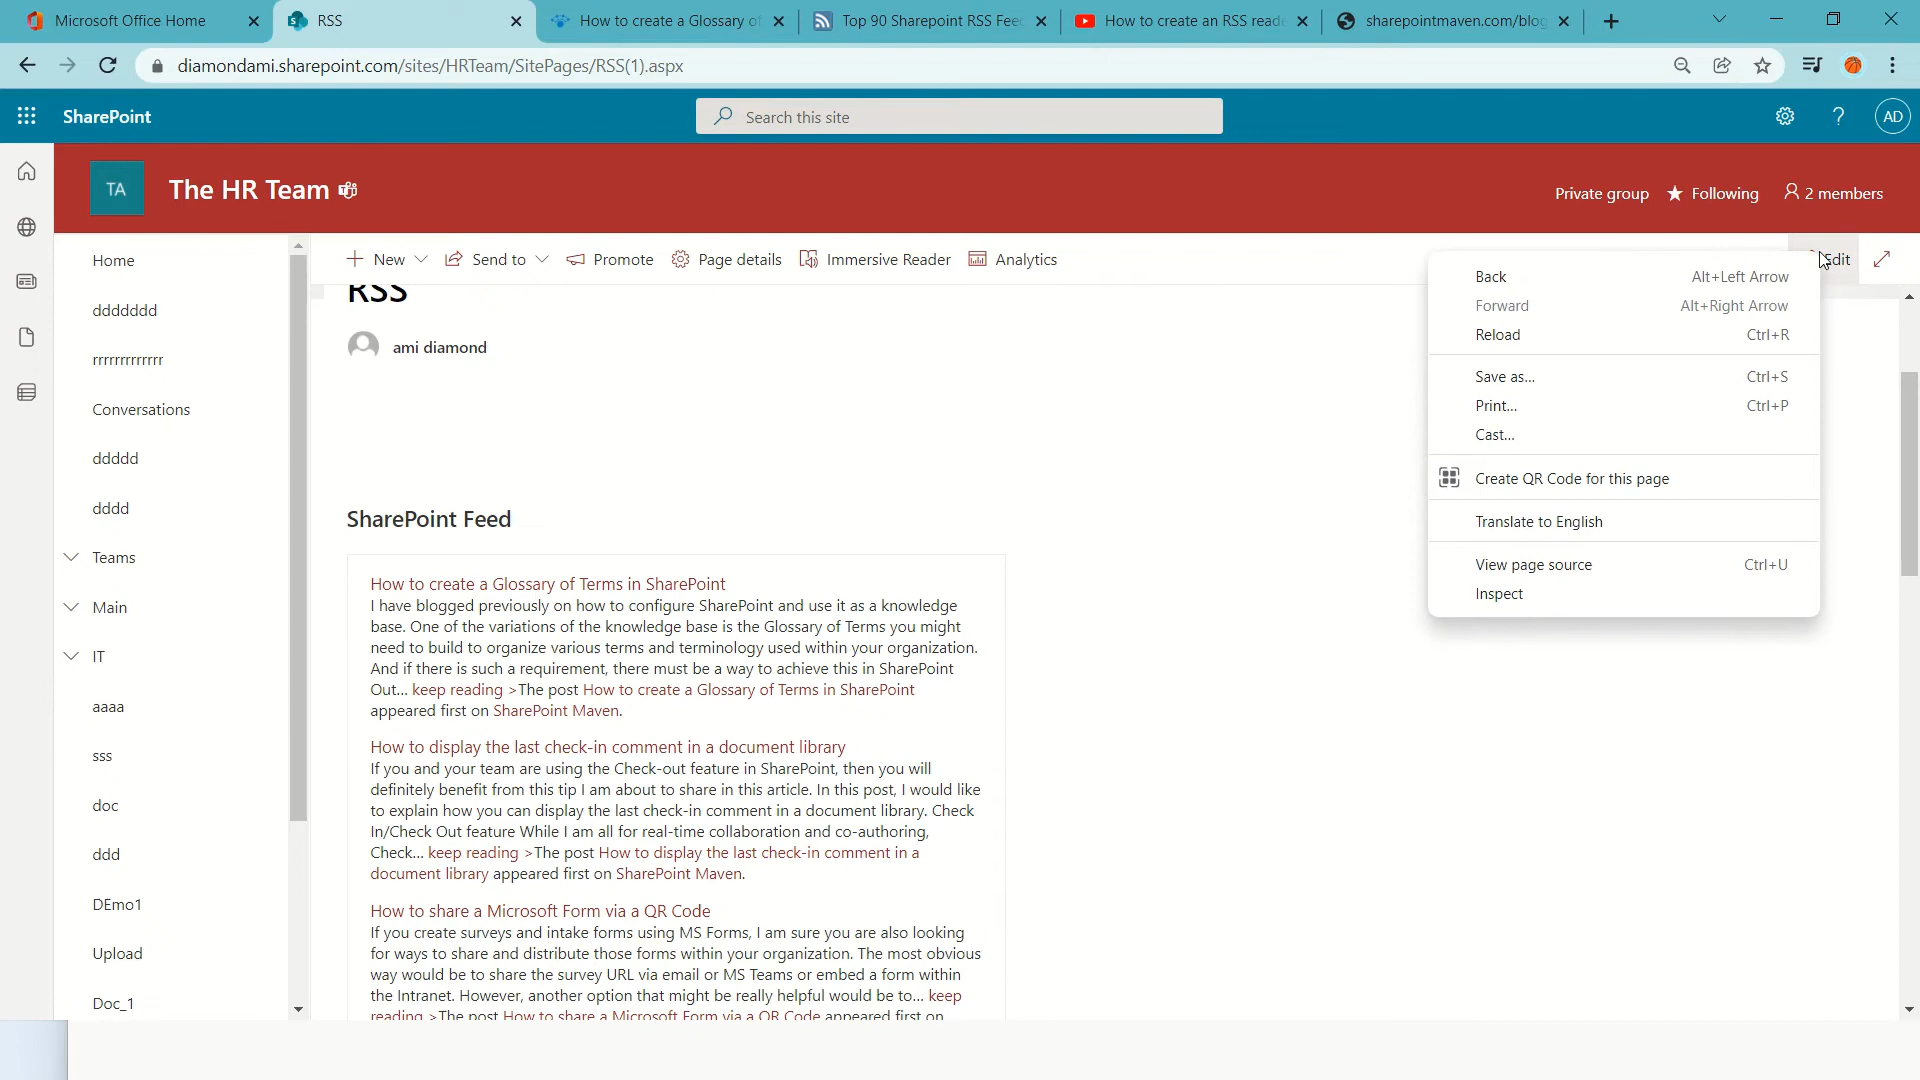 Microsoft Office Home
RSS
How to create a Glossary of
Top 90 Sharepoint RSS Feed
How to create an RSS reade
sharepointmaven.com/blog
diamondami.sharepoint.com/sites/HRTeam/SitePages/RSS(1).aspx
SharePoint
Search this site
AD
TA
The HR Team
Private group
Following
2 members
New
Send to
Promote
Page details
Immersive Reader
Analytics
Edit
Home
ddddddd
rrrrrrrrrrrrr
Conversations
ddddd
dddd
Teams
Main
IT
aaaa
sss
doc
ddd
DEmo1
Upload
Doc_1
RSS
ami diamond
SharePoint Feed
How to create a Glossary of Terms in SharePoint
I have blogged previously on how to configure SharePoint and use it as a knowledge
base. One of the variations of the knowledge base is the Glossary of Terms you might
need to build to organize various terms and terminology used within your organization.
And if there is such a requirement, there must be a way to achieve this in SharePoint
Out... keep reading >The post How to create a Glossary of Terms in SharePoint
appeared first on SharePoint Maven.
How to display the last check-in comment in a document library
If you and your team are using the Check-out feature in SharePoint, then you will
definitely benefit from this tip I am about to share in this article. In this post, I would like
to explain how you can display the last check-in comment in a document library. Check
In/Check Out feature While I am all for real-time collaboration and co-authoring,
Check... keep reading >The post How to display the last check-in comment in a
document library appeared first on SharePoint Maven.
How to share a Microsoft Form via a QR Code
If you create surveys and intake forms using MS Forms, I am sure you are also looking
for ways to share and distribute those forms within your organization. The most obvious
way would be to share the survey URL via email or MS Teams or embed a form within
the Intranet. However, another option that might be really helpful would be to... keep
reading >The post How to share a Microsoft Form via a QR Code appeared first on
Back Alt+Left Arrow
Forward Alt+Right Arrow
Reload Ctrl+R
Save as... Ctrl+S
Print... Ctrl+P
Cast...
Create QR Code for this page
Translate to English
View page source Ctrl+U
Inspect